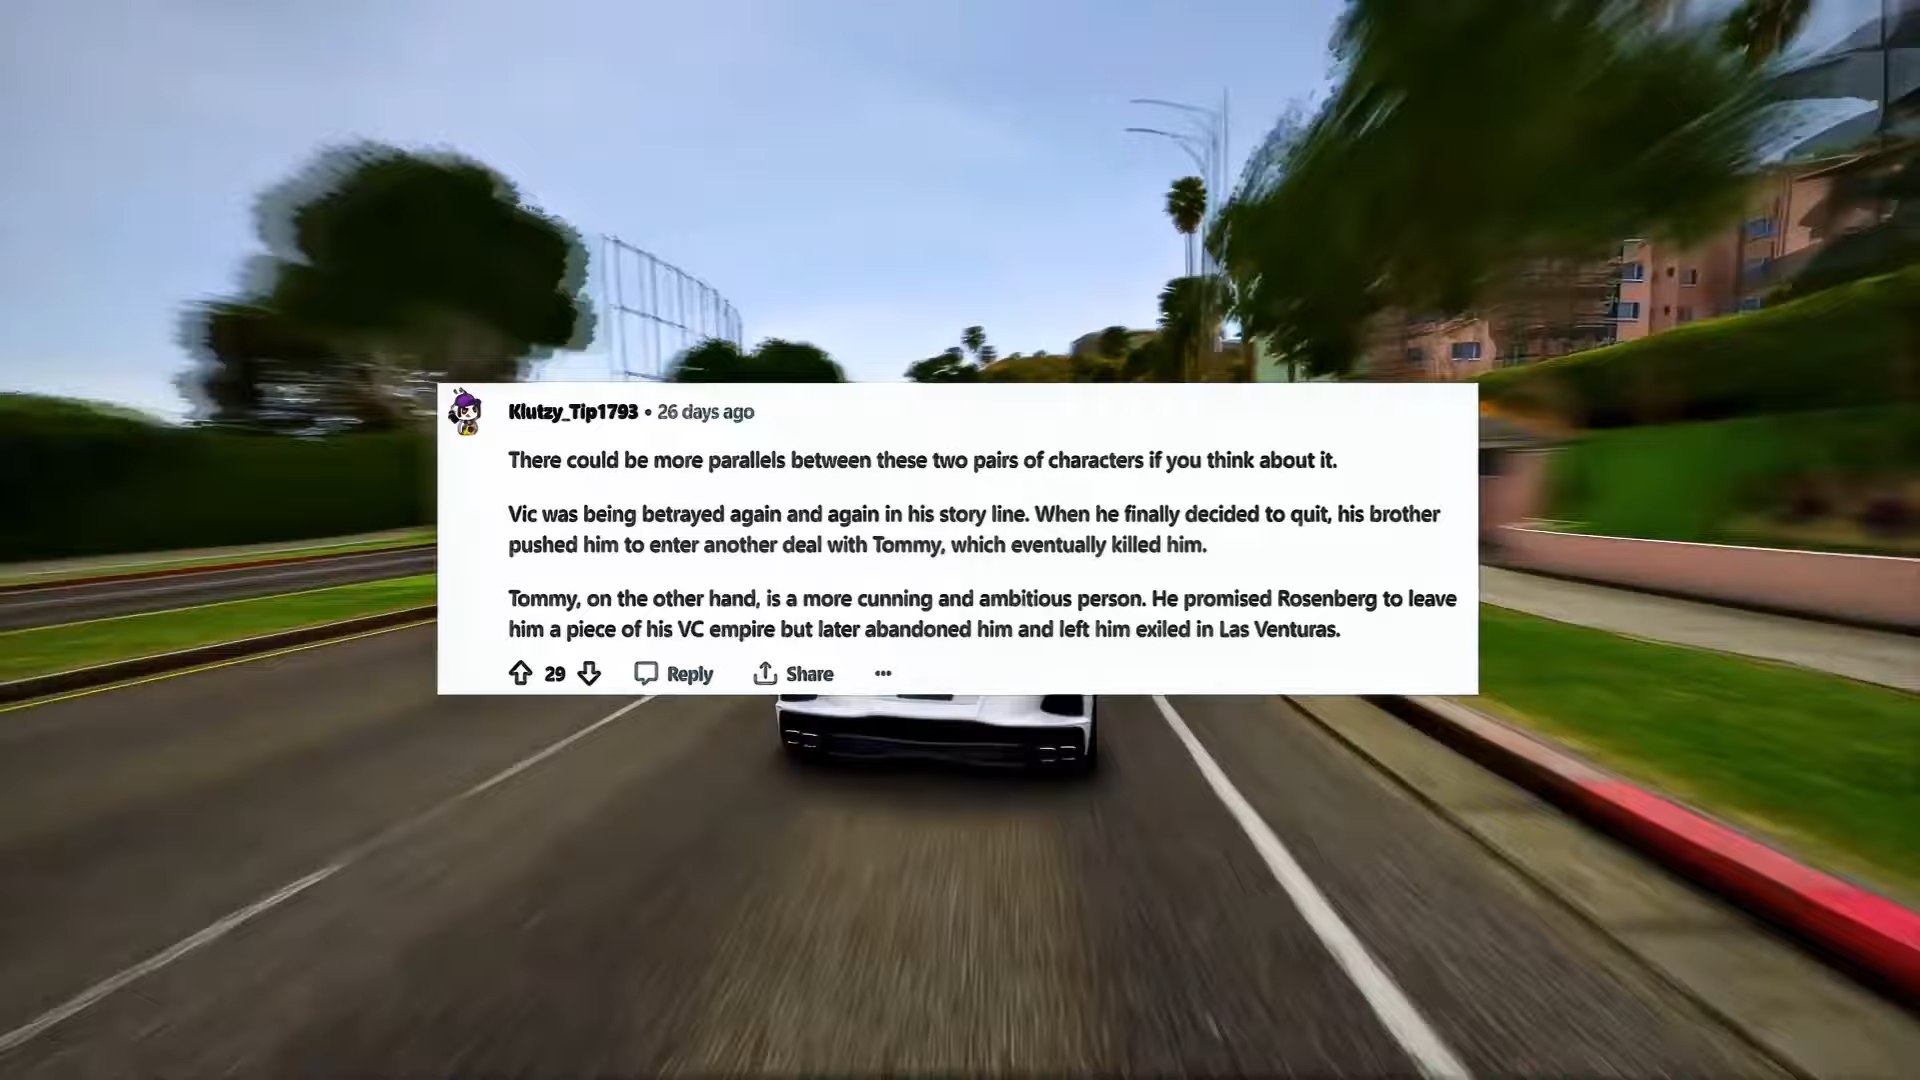 Klutzy_Tip1793 • 26 days ago
There could be more parallels between these two pairs of characters if you think about it.
Vic was being betrayed again and again in his story line. When he finally decided to quit, his brother
pushed him to enter another deal with Tommy, which eventually killed him.
Tommy, on the other hand, is a more cunning and ambitious person. He promised Rosenberg to leave
him a piece of his VC empire but later abandoned him and left him exiled in Las Venturas.
29 Reply Share •••